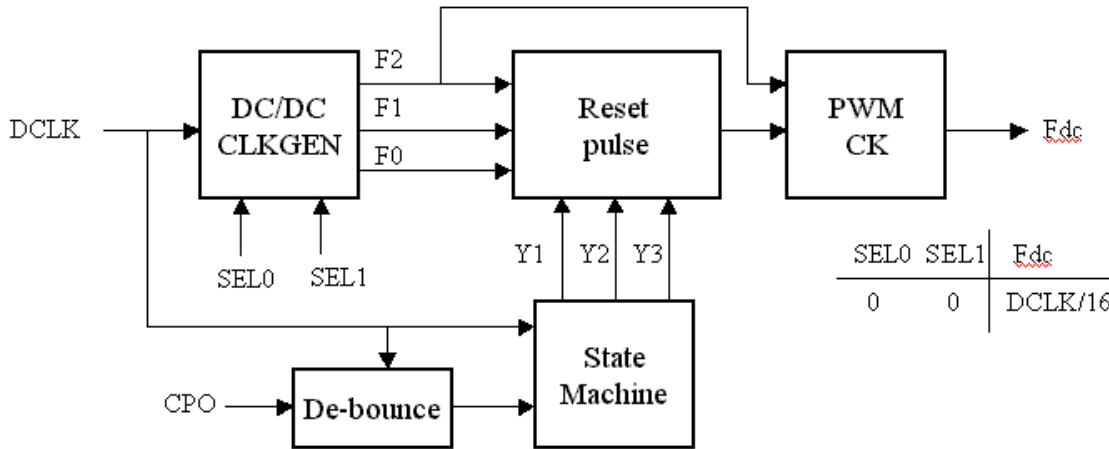 F2
DC/DC
CLKGEN
F1
F0
Reset
pulse
PWM
CK
DCLK
Fdc
SEL0
SEL1
Y1 Y2 Y3
SEL0 SEL1 Fdc
0 0 DCLK/16
State
Machine
CPO
De-bounce